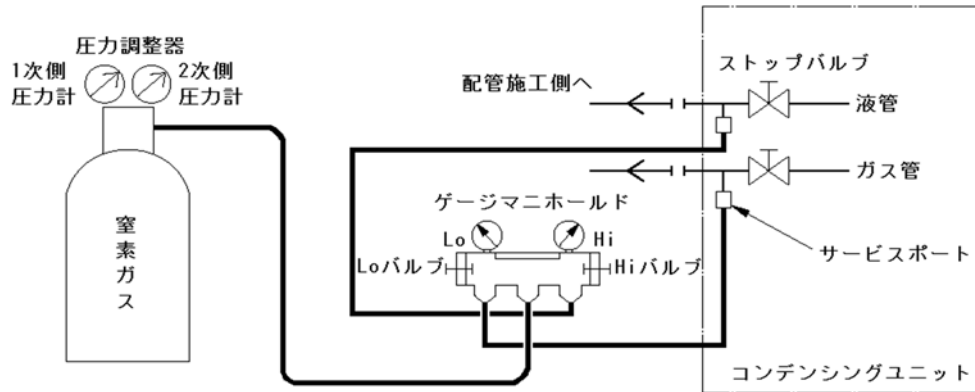 圧力調整器
1次側
圧力計
2次側
圧力計
窒素ガス
配管施工側へ
ストップバルブ
液管
ガス管
ゲージマニホールド
Lo
Hi
Loバルブ
Hiバルブ
サービスポート
コンデンシングユニット